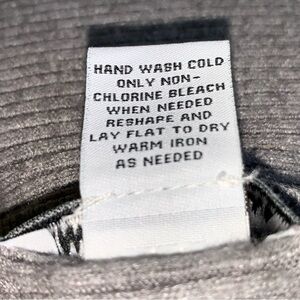 HAND WASH COLD
ONLY NON-
CHLORINE BLEACH
WHEN NEEDED
RESHAPE AND
LAY FLAT TO DRY
WARM IRON
AS NEEDED